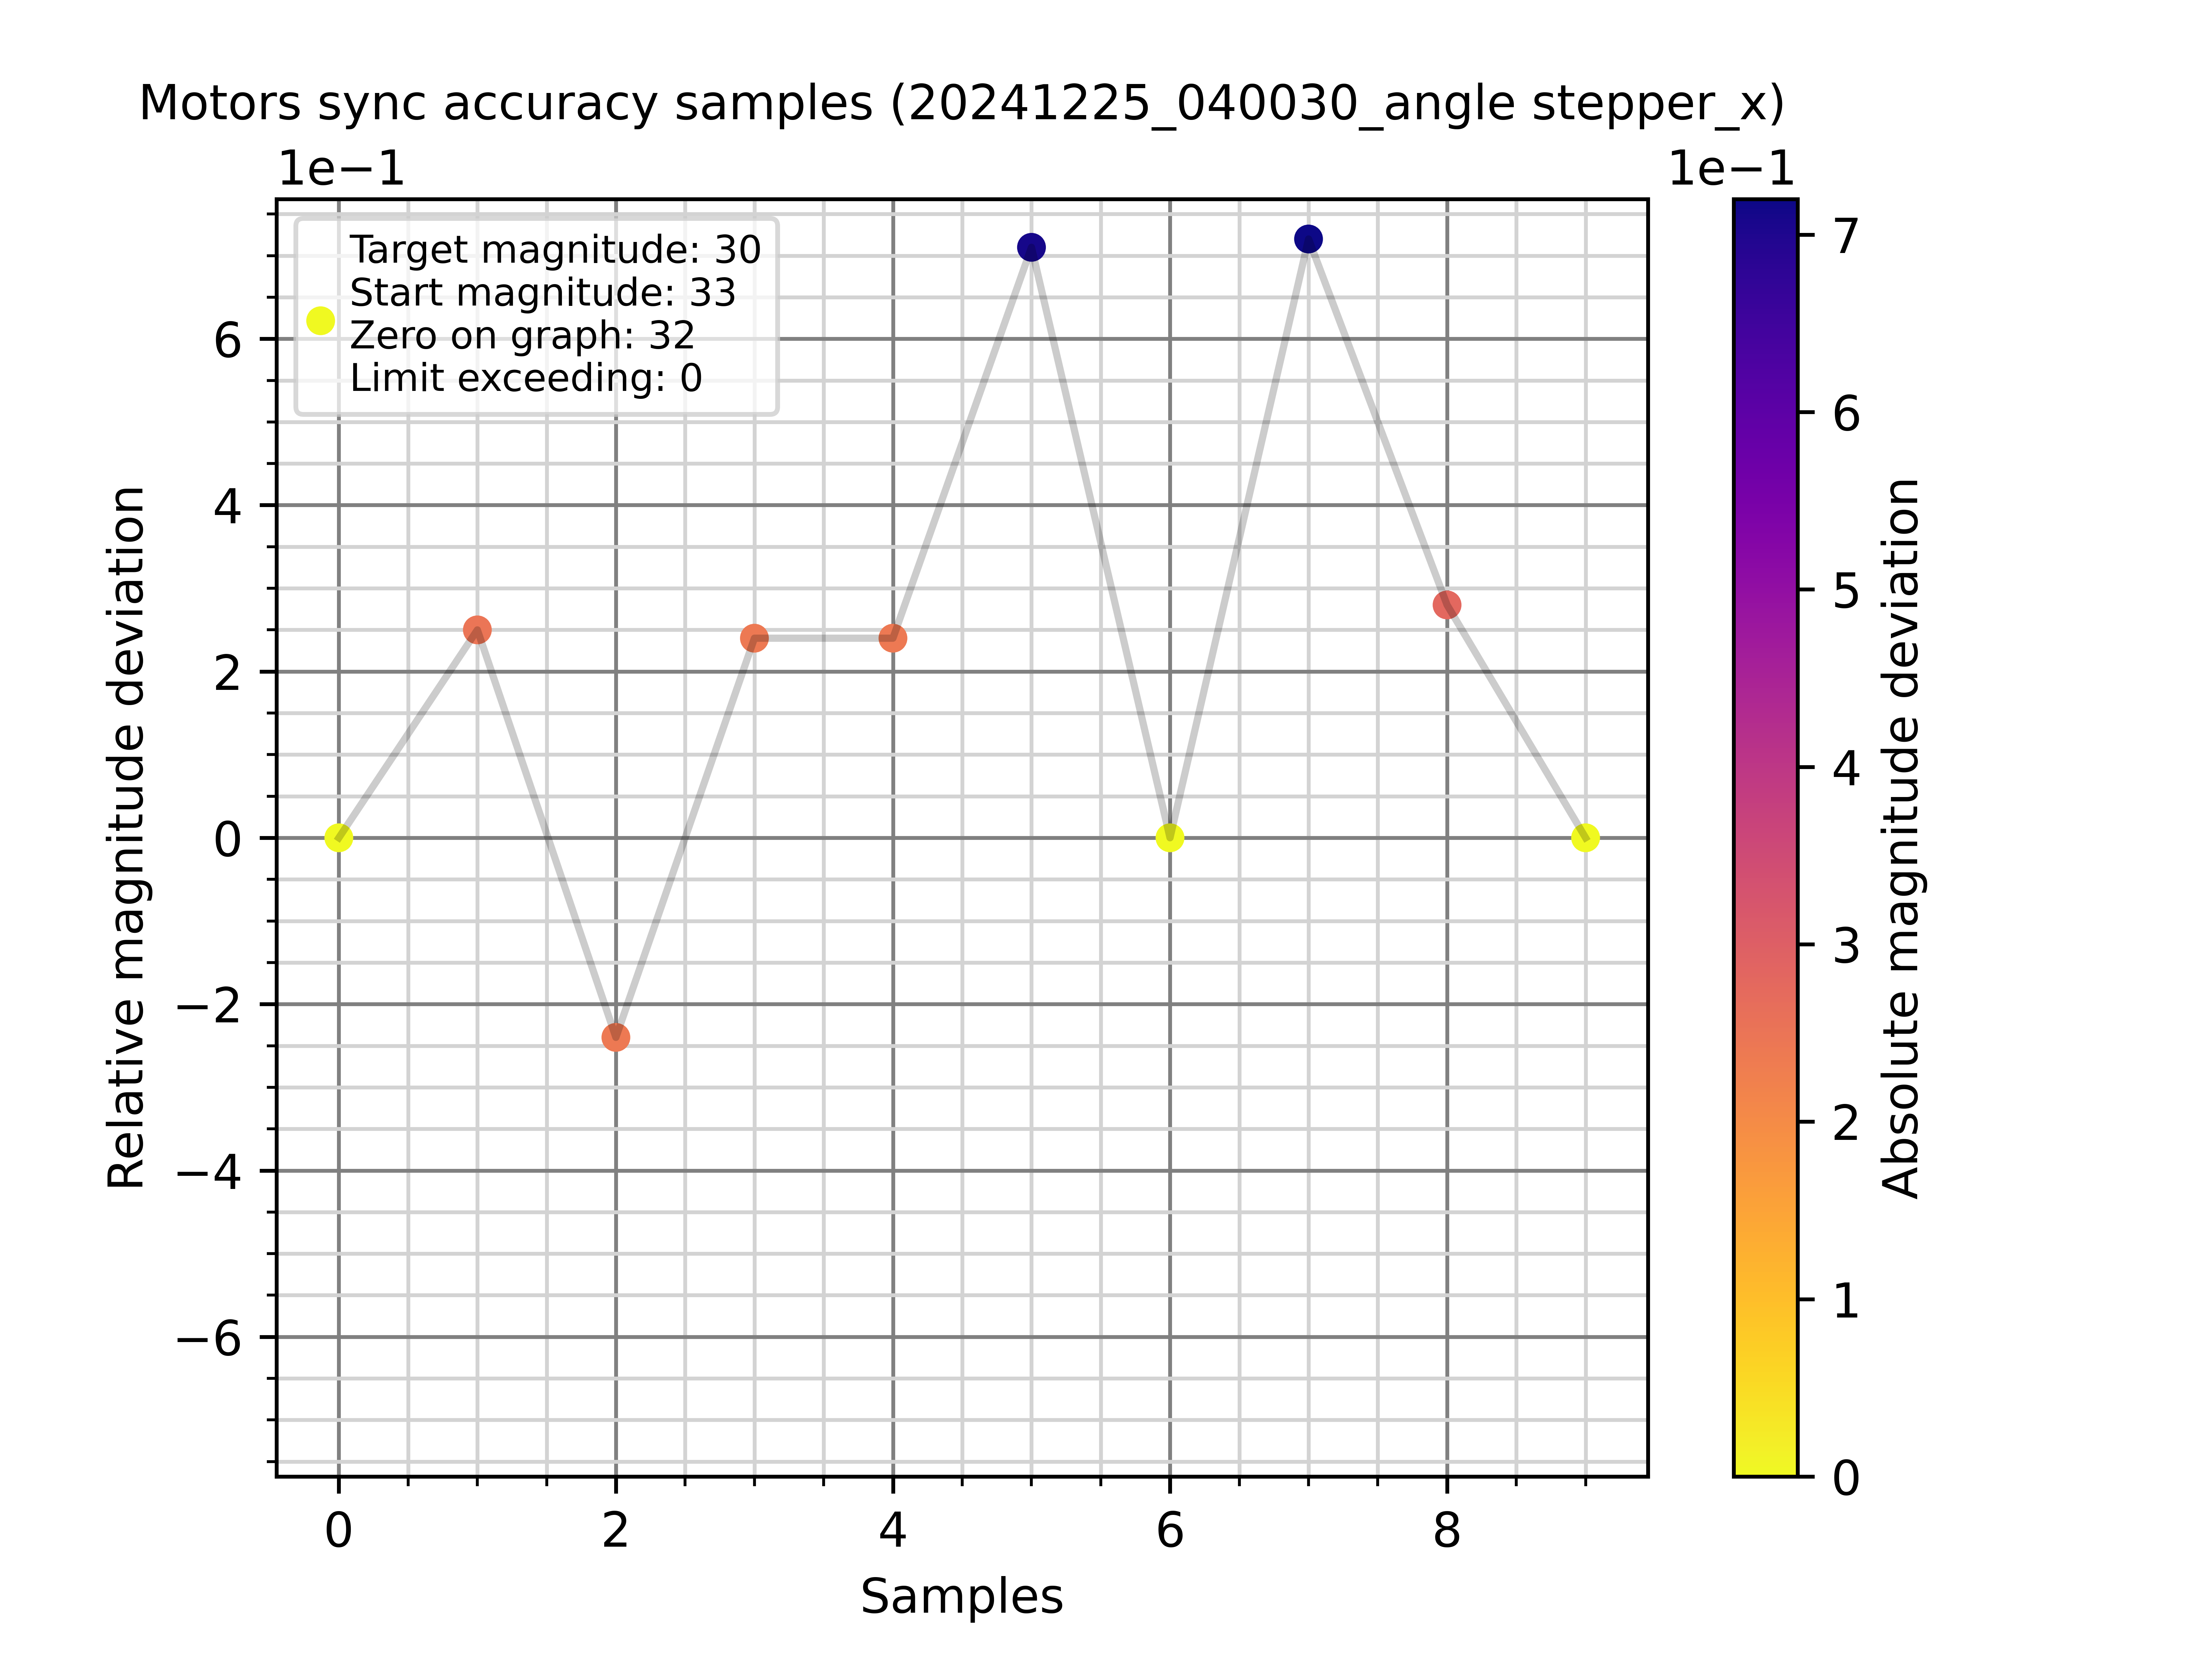 Motors sync accuracy samples (20241225_040030_angle stepper_x)
1e−1
1e−1
Target magnitude: 30
Start magnitude: 33
Zero on graph: 32
Limit exceeding: 0
6
4
2
0
−2
−4
−6
Relative magnitude deviation
0
2
4
6
8
Samples
7
6
5
4
3
2
1
0
Absolute magnitude deviation